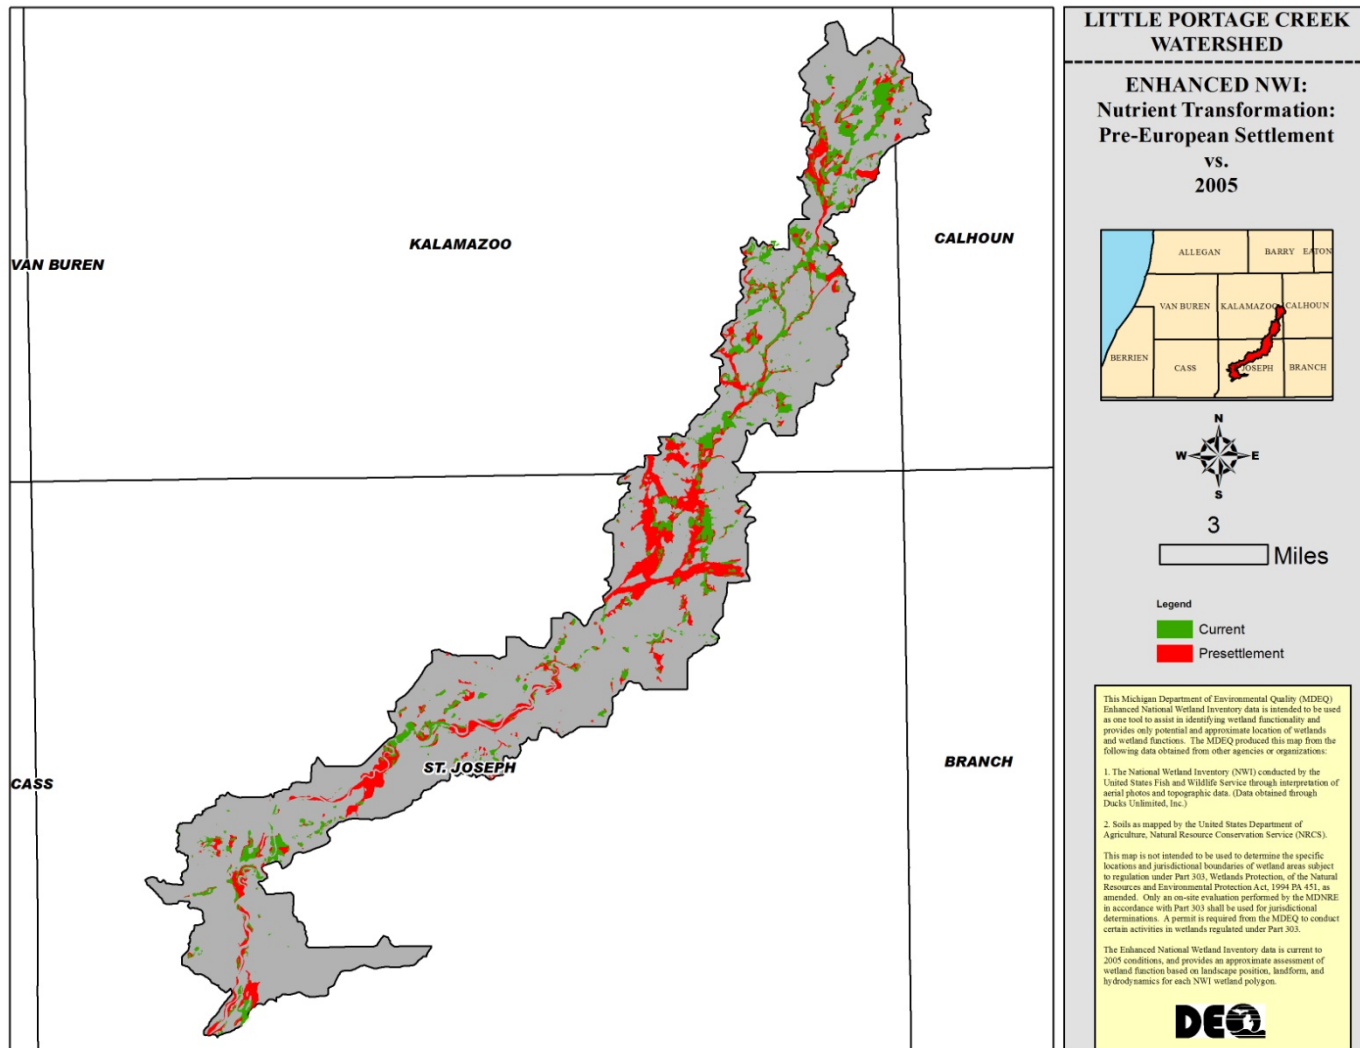 LITTLE PORTAGE CREEK
WATERSHED
ENHANCED NWI:
Nutrient Transformation:
Pre-European Settlement
vs.
2005
KALAMAZOO
CALHOUN
VAN BUREN
ST. JOSEPH
BRANCH
CASS
ALLEGAN
BARRY
EATON
VAN BUREN
KALAMAZOO
CALHOUN
BERRIEN
CASS
JOSEPH
BRANCH
N
W
E
S
3
Miles
Legend
Current
Presettlement
This Michigan Department of Environmental Quality (MDEQ)
Enhanced National Wetland Inventory data is intended to be used
as one tool to assist in identifying wetland functionality and
provides only potential and approximate location of wetlands
and wetland functions. The MDEQ produced this map from the
following data obtained from other agencies or organizations:
1. The National Wetland Inventory (NWI) conducted by the
United States Fish and Wildlife Service through interpretation of
aerial photos and topographic data. (Data obtained through
Ducks Unlimited, Inc.)
2. Soils as mapped by the United States Department of
Agriculture, Natural Resource Conservation Service (NRCS).
This map is not intended to be used to determine the specific
locations and jurisdictional boundaries of wetland areas subject
to regulation under Part 303, Wetlands Protection, of the Natural
Resources and Environmental Protection Act, 1994 PA 451, as
amended. Only an on-site evaluation performed by the MDNRE
in accordance with Part 303 shall be used for jurisdictional
determinations. A permit is required from the MDEQ to conduct
certain activities in wetlands regulated under Part 303.
The Enhanced National Wetland Inventory data is current to
2005 conditions, and provides an approximate assessment of
wetland function based on landscape position, landform, and
hydrodynamics for each NWI wetland polygon.
DEQ